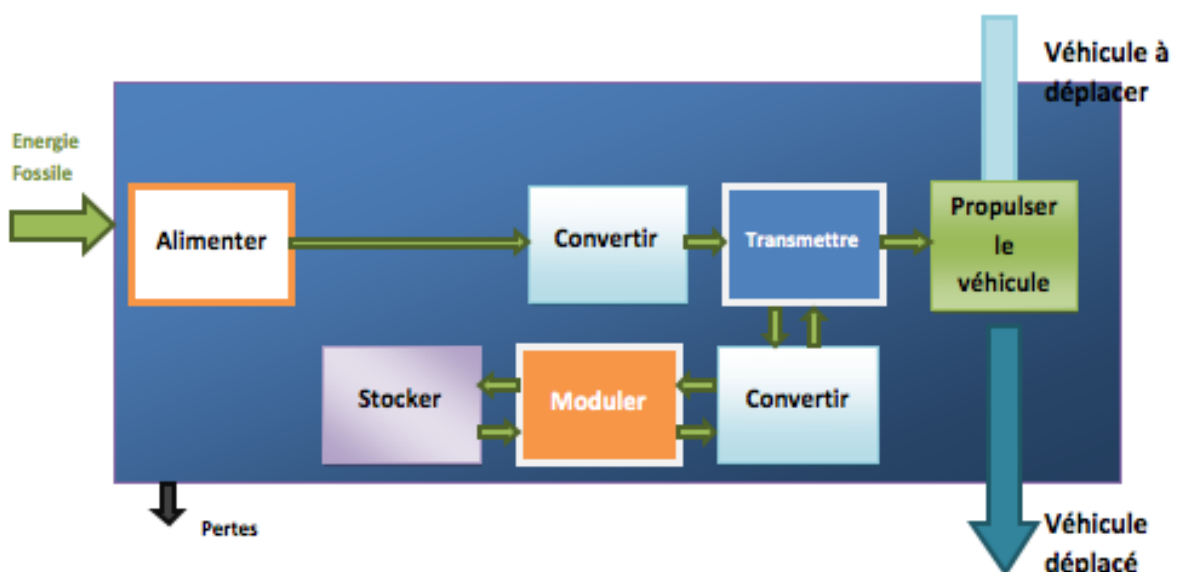 Véhicule à
déplacer
Energie
Fossile
Alimenter
Convertir
Transmettre
Propulser
le
véhicule
Stocker
Moduler
Convertir
Pertes
Véhicule
déplacé